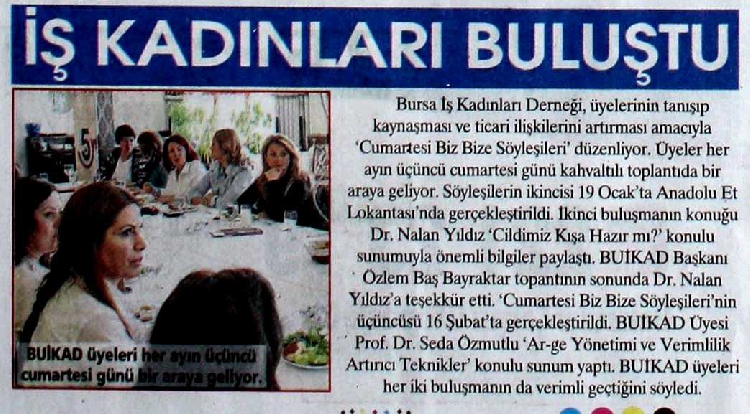 İŞ KADINLARI BULUŞTU
Bursa İş Kadınları Derneği, üyelerinin tanışıp
kaynaşması ve ticari ilişkilerini artırması amacıyla
‘Cumartesi Biz Bize Söyleşileri’ düzenliyor. Üyeler her
ayın üçüncü cumartesi günü kahvaltılı toplantıda bir
araya geliyor. Söyleşilerin ikincisi 19 Ocak’ta Anadolu Et
Lokantası’nda gerçekleştirildi. İkinci buluşmanın konuğu
Dr. Nalan Yıldız ‘Cildimiz Kışa Hazır mı?’ konulu
sunumuyla önemli bilgiler paylaştı. BUİKAD Başkanı
Özlem Baş Bayraktar topantının sonunda Dr. Nalan
Yıldız’a teşekkür etti. ‘Cumartesi Biz Bize Söyleşileri’nin
üçüncüsü 16 Şubat’ta gerçekleştirildi. BUİKAD Üyesi
Prof. Dr. Seda Özmutlu ‘Ar-ge Yönetimi ve Verimlilik
Artırıcı Teknikler’ konulu sunum yaptı. BUİKAD üyeleri
her iki buluşmanın da verimli geçtiğini söyledi.
5
BUİKAD üyeleri her ayın üçüncü
cumartesi günü bir araya geliyor.